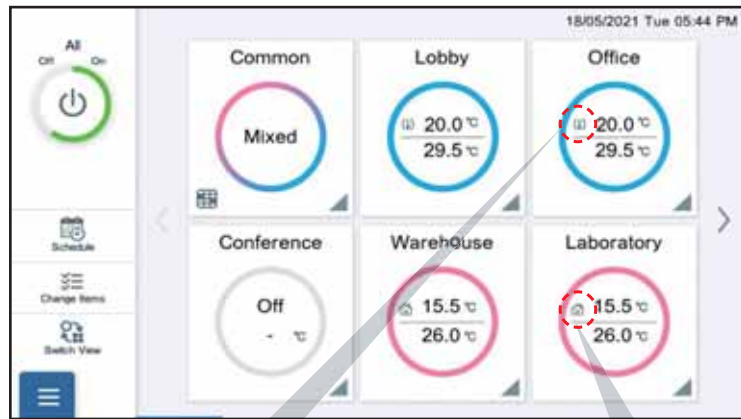 18/05/2021 Tue 05:44 PM
All
Off On
Common
Mixed
Lobby
20.0 °C
29.5 °C
Office
20.0 °C
29.5 °C
Schedule
Change Items
Switch View
Conference
Off
- °C
Warehouse
15.5 °C
26.0 °C
Laboratory
15.5 °C
26.0 °C